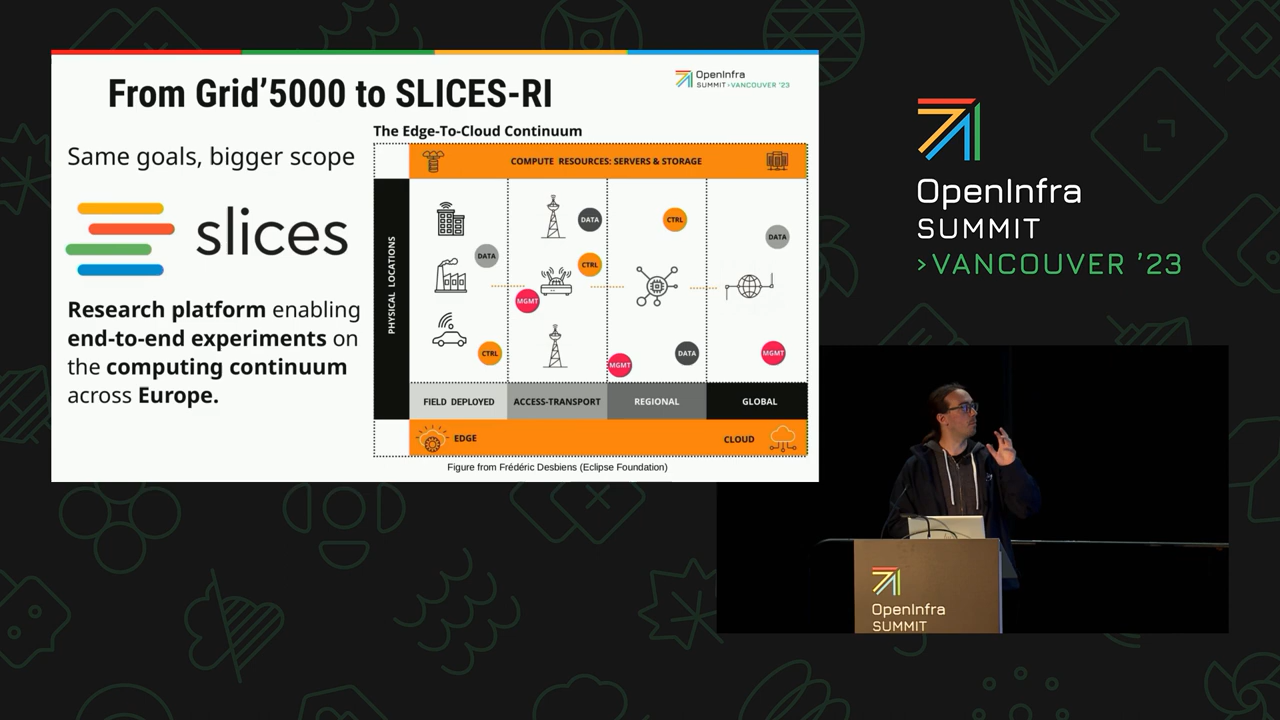 From Grid'5000 to SLICES-RI
OpenInfra
SUMMIT >VANCOUVER '23
Same goals, bigger scope
slices
Research platform enabling
end-to-end experiments on
the computing continuum
across Europe.
The Edge-To-Cloud Continuum
COMPUTE RESOURCES: SERVERS & STORAGE
PHYSICAL LOCATIONS
DATA
CTRL
DATA
CTRL
MGMT
CTRL
DATA
MGMT
DATA
MGMT
FIELD DEPLOYED
ACCESS-TRANSPORT
REGIONAL
GLOBAL
EDGE
CLOUD
Figure from Frédéric Desbiens (Eclipse Foundation)
OpenInfra
SUMMIT
>VANCOUVER '23
OpenInfra
SUMMIT